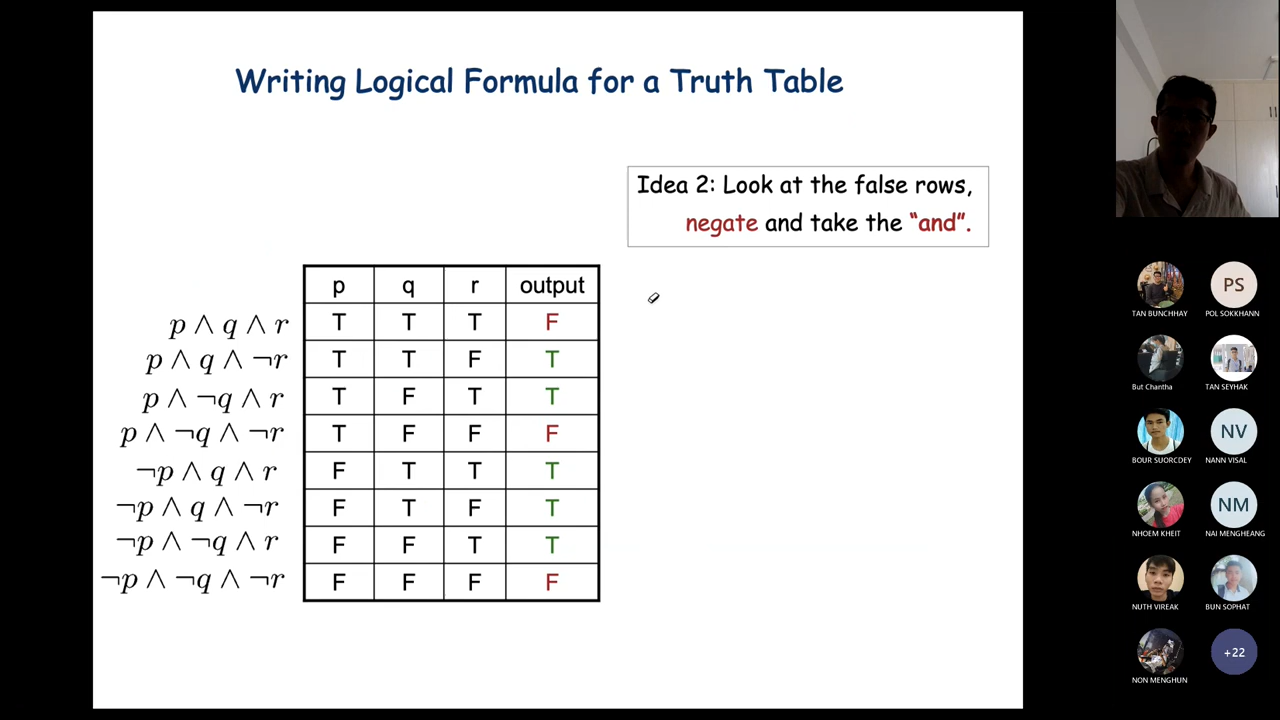 Writing Logical Formula for a Truth Table
Idea 2: Look at the false rows,
negate and take the “and”.
p q r output
p ∧ q ∧ r T T T F
p ∧ q ∧ ¬r T T F T
p ∧ ¬q ∧ r T F T T
p ∧ ¬q ∧ ¬r T F F F
¬p ∧ q ∧ r F T T T
¬p ∧ q ∧ ¬r F T F T
¬p ∧ ¬q ∧ r F F T T
¬p ∧ ¬q ∧ ¬r F F F F
PS
TAN BUNCHHAY POL SOKKHANN
But Chantha TAN SEYHAK
NV
BOUR SUORCDEY NANN VISAL
NM
NHOEM KHEIT NAI MENGHEANG
NUTH VIREAK BUN SOPHAT
+22
NON MENGHUN